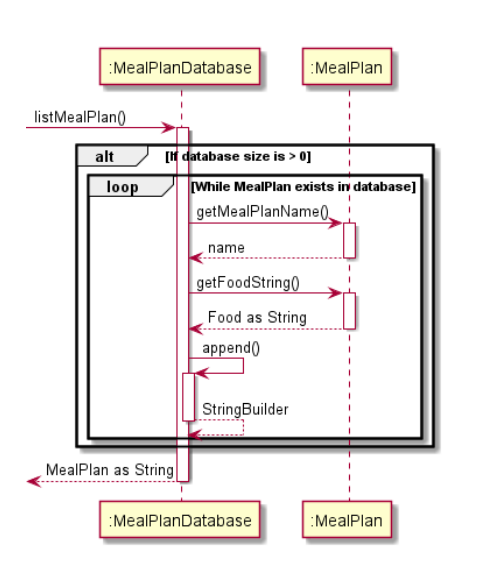 :MealPlanDatabase
:MealPlan
listMealPlan()
alt
[If database size is > 0]
loop
[While MealPlan exists in database]
getMealPlanName()
name
getFoodString()
Food as String
append()
StringBuilder
MealPlan as String
:MealPlanDatabase
:MealPlan